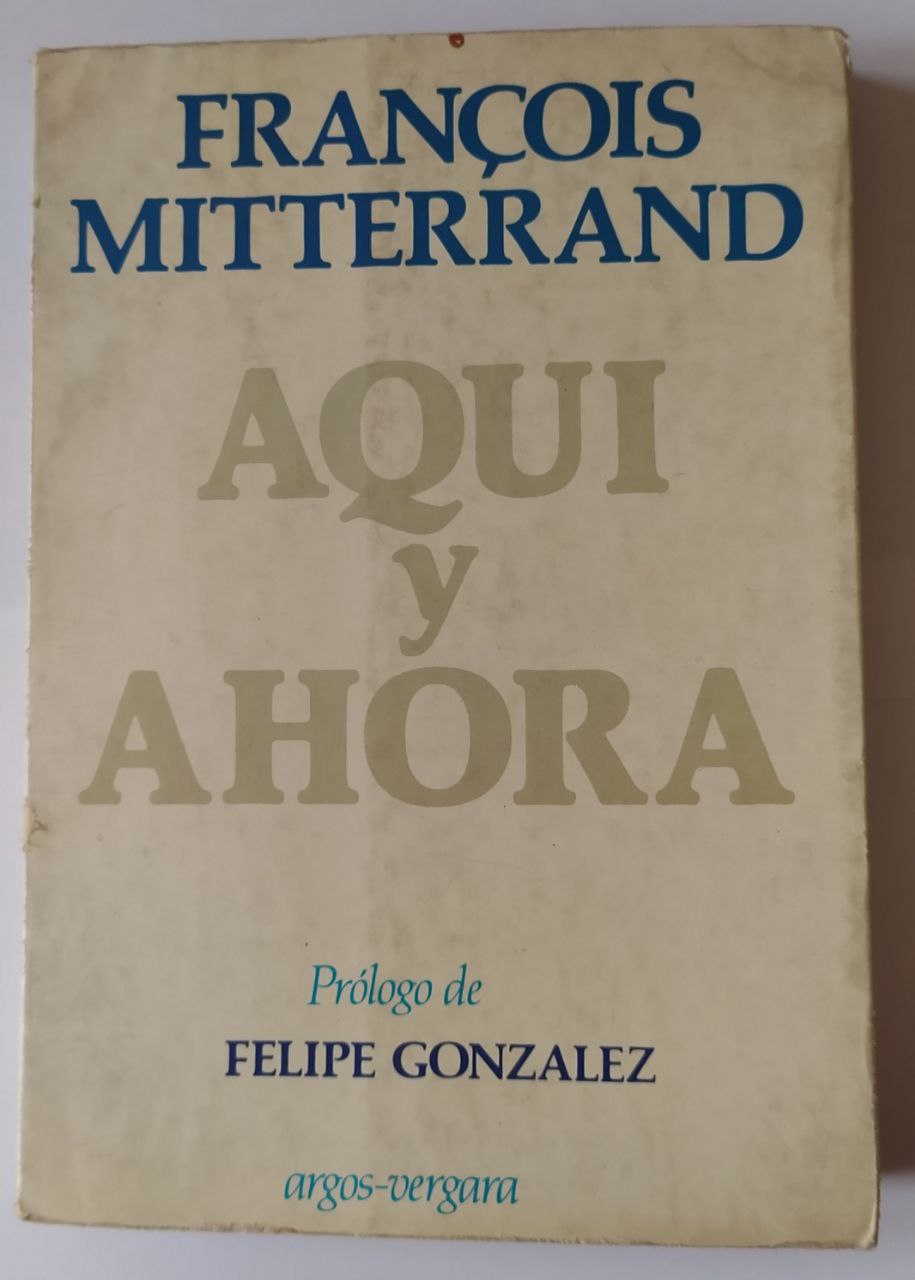 FRANÇOIS
MITTERRAND
AQUI
y
AHORA
Prólogo de
FELIPE GONZALEZ
argos-vergara